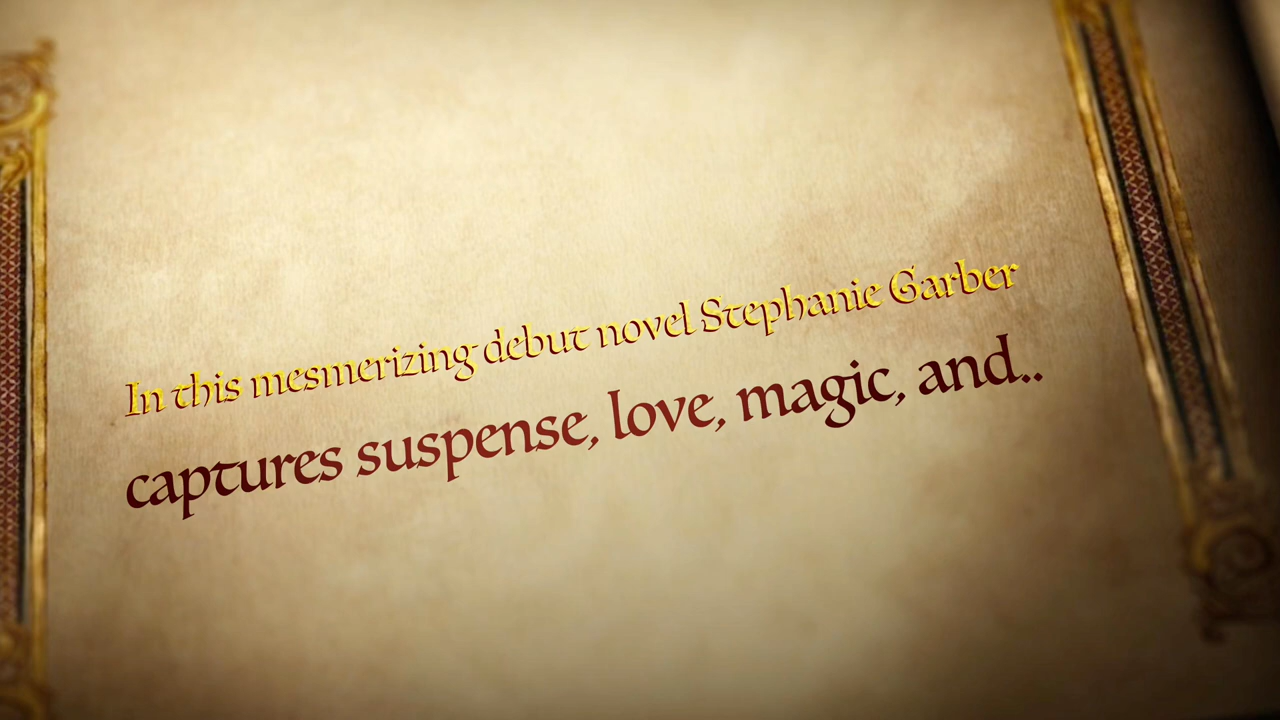 In this mesmerizing debut novel Stephanie Garber
captures suspense, love, magic, and..